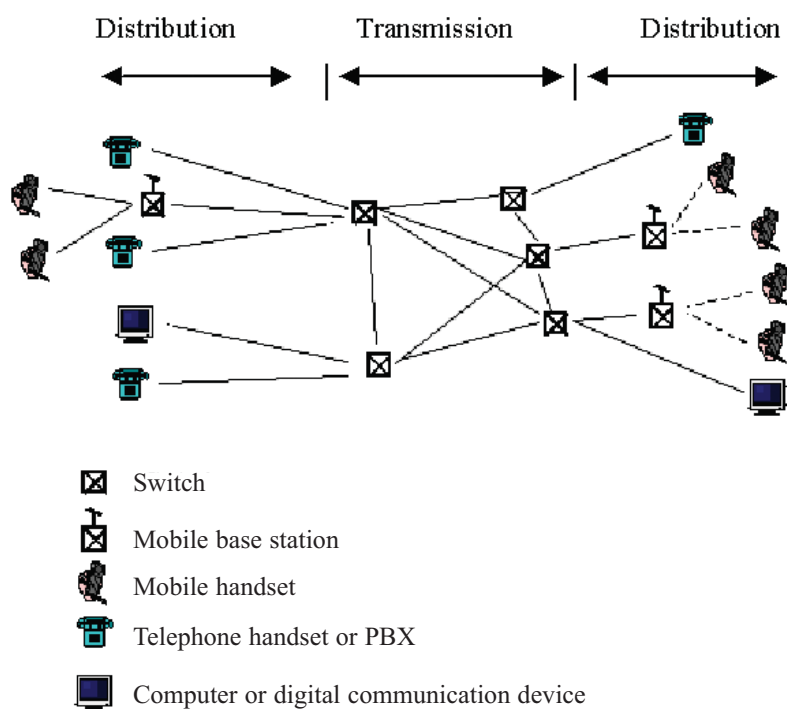 Distribution Transmission Distribution
Switch
Mobile base station
Mobile handset
Telephone handset or PBX
Computer or digital communication device